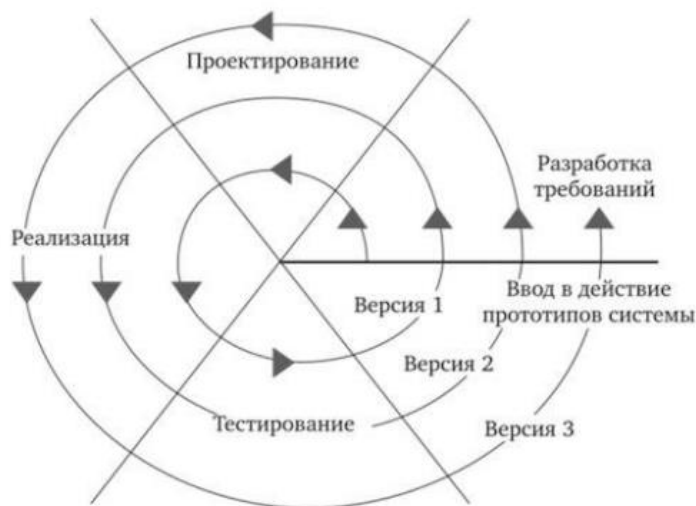 Проектирование
Разработка
требований
Реализация
Ввод в действие
прототипов системы
Версия 1
Версия 2
Тестирование
Версия 3